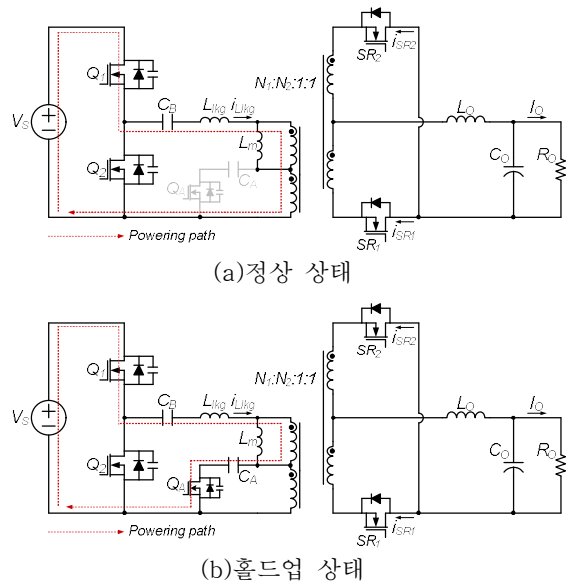 Q1
CB
Llkg
iLlkg
N1:N2:1:1
SR2
iSR2
LO
IO
VS
Lm
Q2
QA
CA
CO
RO
SR1
iSR1
Powering path
(a)정상 상태
Q1
CB
Llkg
iLlkg
N1:N2:1:1
SR2
iSR2
LO
IO
VS
Lm
Q2
QA
CA
CO
RO
SR1
iSR1
Powering path
(b)홀드업 상태